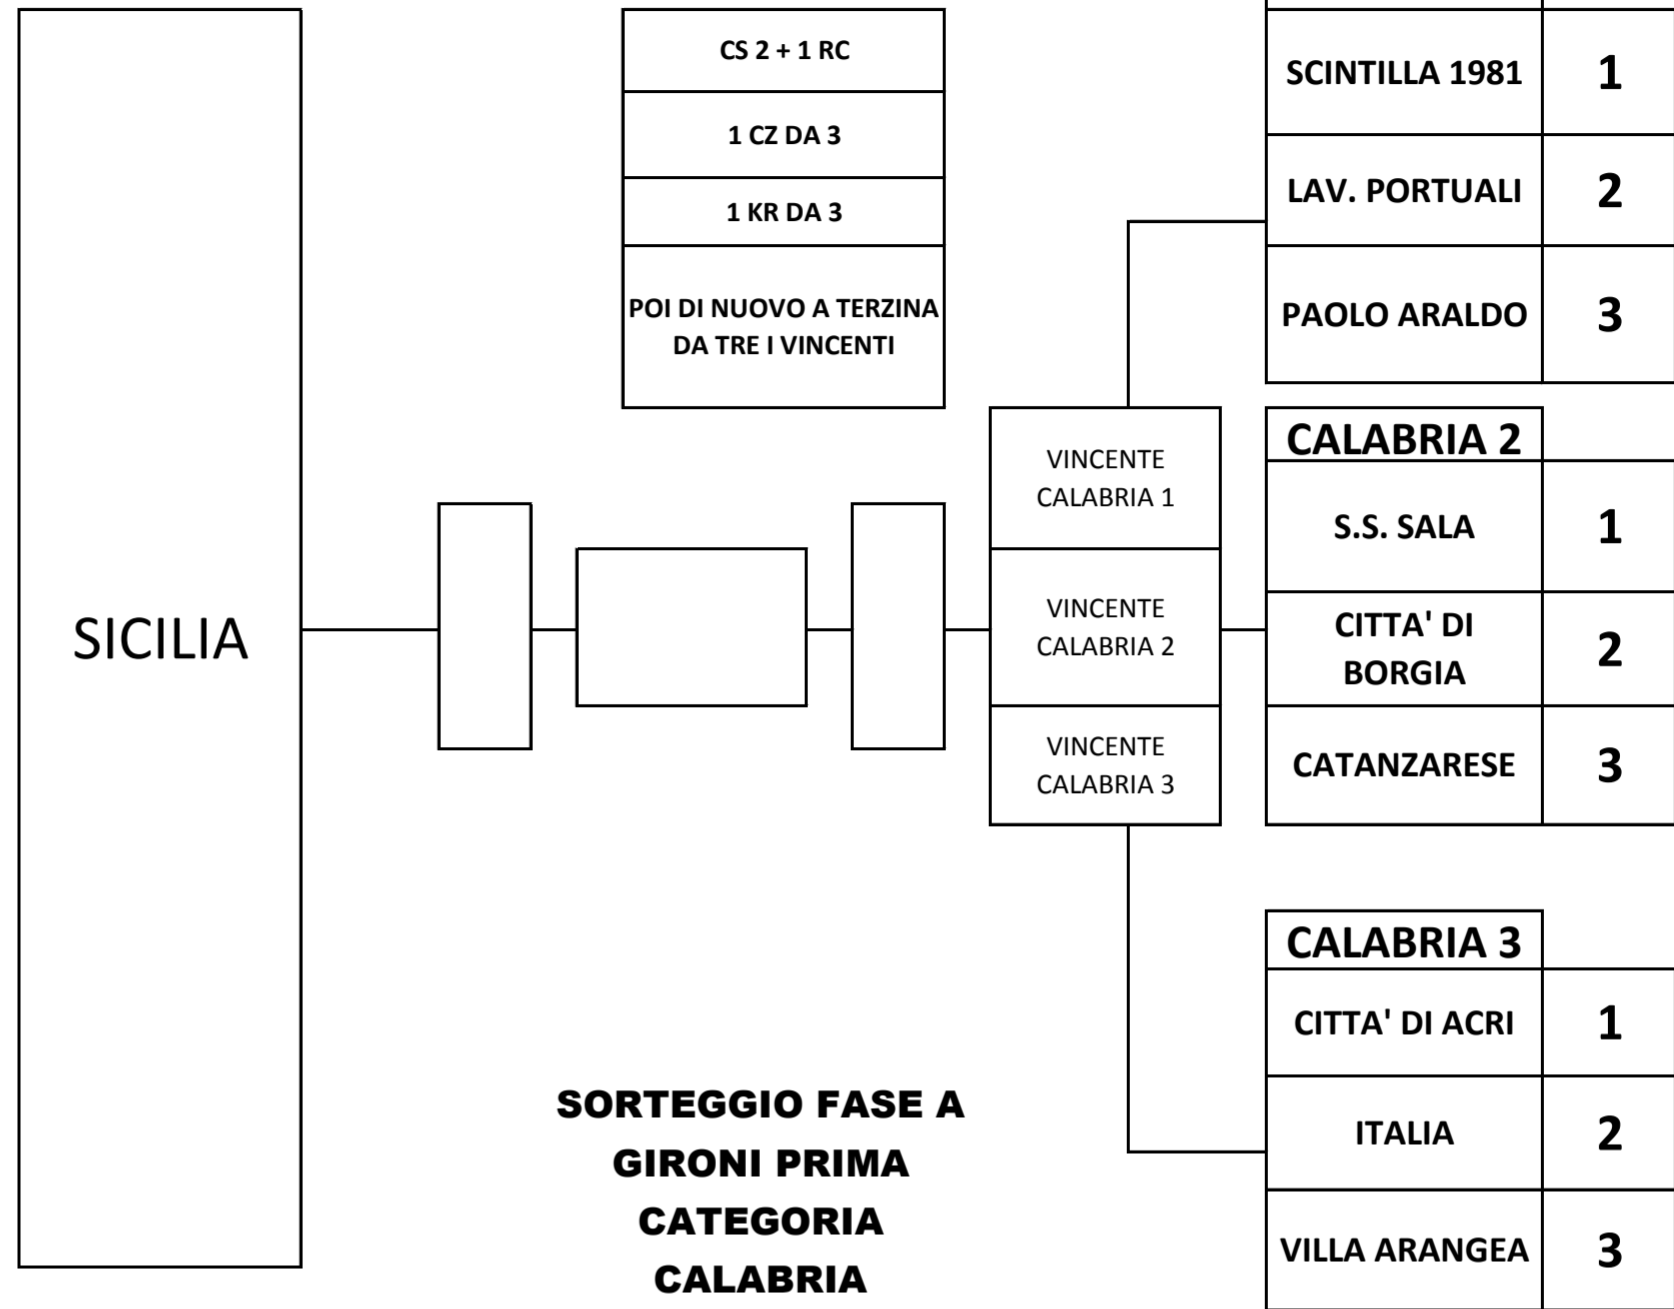 SICILIA
CS 2 + 1 RC
1 CZ DA 3
1 KR DA 3
POI DI NUOVO A TERZINA
DA TRE I VINCENTI
VINCENTE
CALABRIA 1
VINCENTE
CALABRIA 2
VINCENTE
CALABRIA 3
SCINTILLA 1981 1
LAV. PORTUALI 2
PAOLO ARALDO 3
CALABRIA 2
S.S. SALA 1
CITTA' DI
BORGIA 2
CATANZARESE 3
CALABRIA 3
CITTA' DI ACRI 1
ITALIA 2
VILLA ARANGEA 3
SORTEGGIO FASE A
GIRONI PRIMA
CATEGORIA
CALABRIA